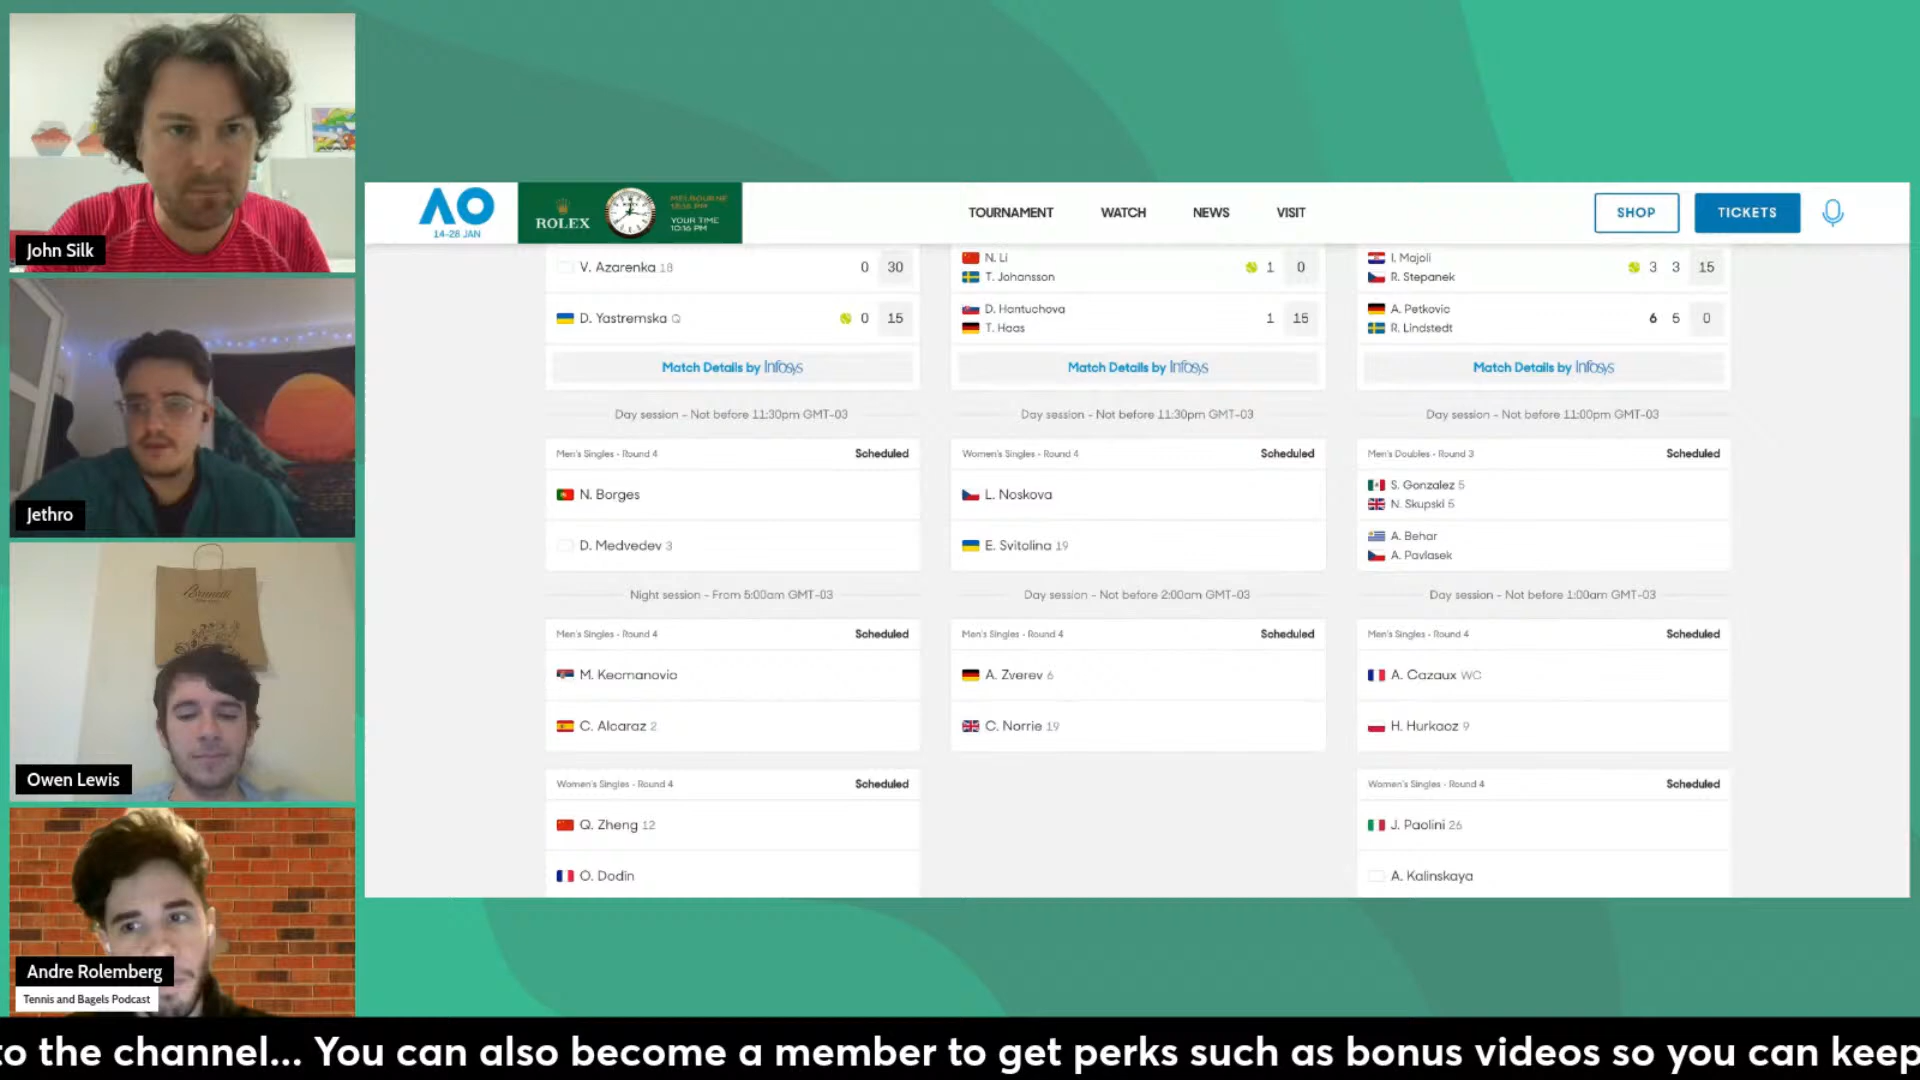 John Silk
Jethro
Brunetti
Owen Lewis
Andre Rolemberg
Tennis and Bagels Podcast
AO
14-28 JAN
ROLEX
MELBOURNE
12:16 PM
YOUR TIME
10:16 PM
TOURNAMENT
WATCH
NEWS
VISIT
SHOP
TICKETS
V. Azarenka 18 0 30
D. Yastremska Q 0 15
Match Details by Infosys
Day session - Not before 11:30pm GMT-03
Men's Singles - Round 4 Scheduled
N. Borges
D. Medvedev 3
Night session - From 5:00am GMT-03
Men's Singles - Round 4 Scheduled
M. Kecmanovic
C. Alcaraz 2
Women's Singles - Round 4 Scheduled
Q. Zheng 12
O. Dodin
N. Li
T. Johansson
1 0
D. Hantuchova
T. Haas
1 15
Match Details by Infosys
Day session - Not before 11:30pm GMT-03
Women's Singles - Round 4 Scheduled
L. Noskova
E. Svitolina 19
Day session - Not before 2:00am GMT-03
Men's Singles - Round 4 Scheduled
A. Zverev 6
C. Norrie 19
I. Majoli
R. Stepanek
3 3 15
A. Petkovic
R. Lindstedt
6 5 0
Match Details by Infosys
Day session - Not before 11:00pm GMT-03
Men's Doubles - Round 3 Scheduled
S. Gonzalez 5
N. Skupski 5
A. Behar
A. Pavlasek
Day session - Not before 1:00am GMT-03
Men's Singles - Round 4 Scheduled
A. Cazaux WC
H. Hurkacz 9
Women's Singles - Round 4 Scheduled
J. Paolini 26
A. Kalinskaya
to the channel... You can also become a member to get perks such as bonus videos so you can keep